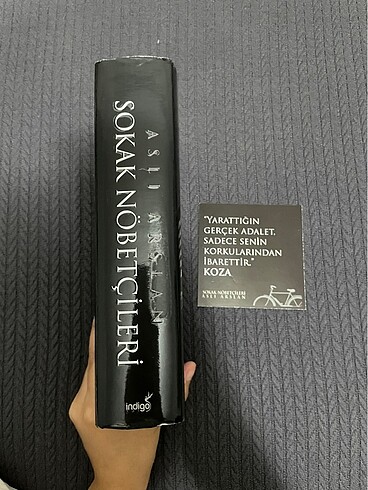 ASLI ARSLAN
SOKAK NÖBETÇİLERİ
indigo
"YARATTIĞIN
GERÇEK ADALET,
SADECE SENİN
KORKULARINDAN
İBARETTİR."
KOZA
SOKAK NÖBETÇİLERİ
ASLI ARSLAN